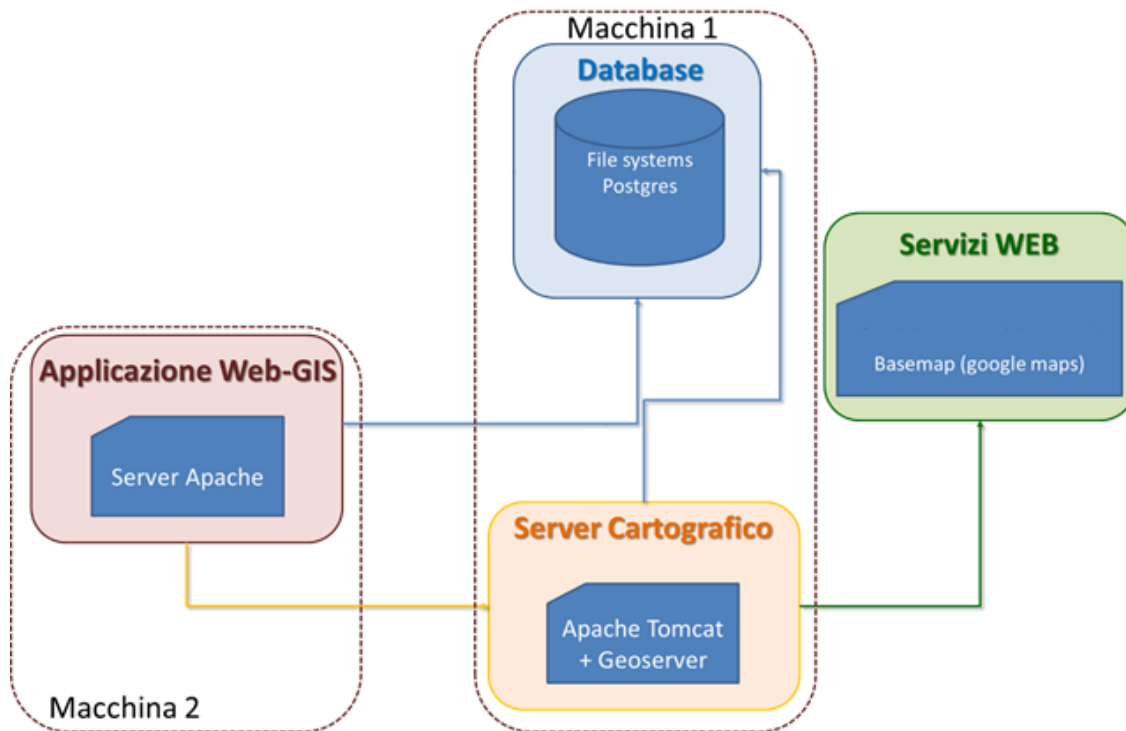 Macchina 1
Database
File systems
Postgres
Servizi WEB
Basemap (google maps)
Applicazione Web-GIS
Server Apache
Server Cartografico
Apache Tomcat
+ Geoserver
Macchina 2